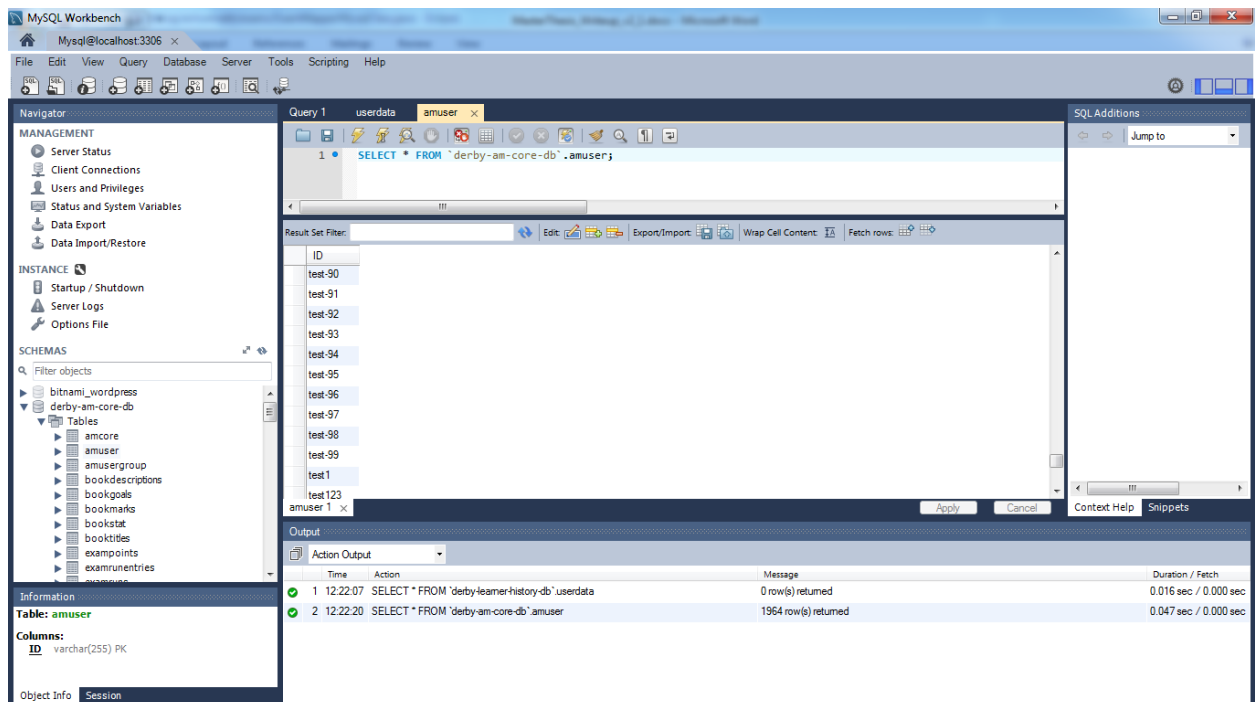 MySQL Workbench
Mysql@localhost:3306 ×
File Edit View Query Database Server Tools Scripting Help
Navigator
MANAGEMENT
Server Status
Client Connections
Users and Privileges
Status and System Variables
Data Export
Data Import/Restore
INSTANCE
Startup / Shutdown
Server Logs
Options File
SCHEMAS
Filter objects
bitnami_wordpress
derby-am-core-db
Tables
amcore
amuser
amusergroup
bookdescriptions
bookgoals
bookmarks
bookstat
booktitles
exampoints
examrunentries
Information
Table: amuser
Columns:
ID varchar(255) PK
Object Info Session
Query 1 userdata amuser ×
1 SELECT * FROM `derby-am-core-db`.amuser;
Result Set Filter: Edit: Export/Import: Wrap Cell Content: Fetch rows:
ID
test-90
test-91
test-92
test-93
test-94
test-95
test-96
test-97
test-98
test-99
test1
test123
amuser 1 × Apply Cancel
Output
Action Output
Time Action Message Duration / Fetch
1 12:22:07 SELECT * FROM `derby-learner-history-db`.userdata 0 row(s) returned 0.016 sec / 0.000 sec
2 12:22:20 SELECT * FROM `derby-am-core-db`.amuser 1964 row(s) returned 0.047 sec / 0.000 sec
SQL Additions
Jump to
Context Help Snippets